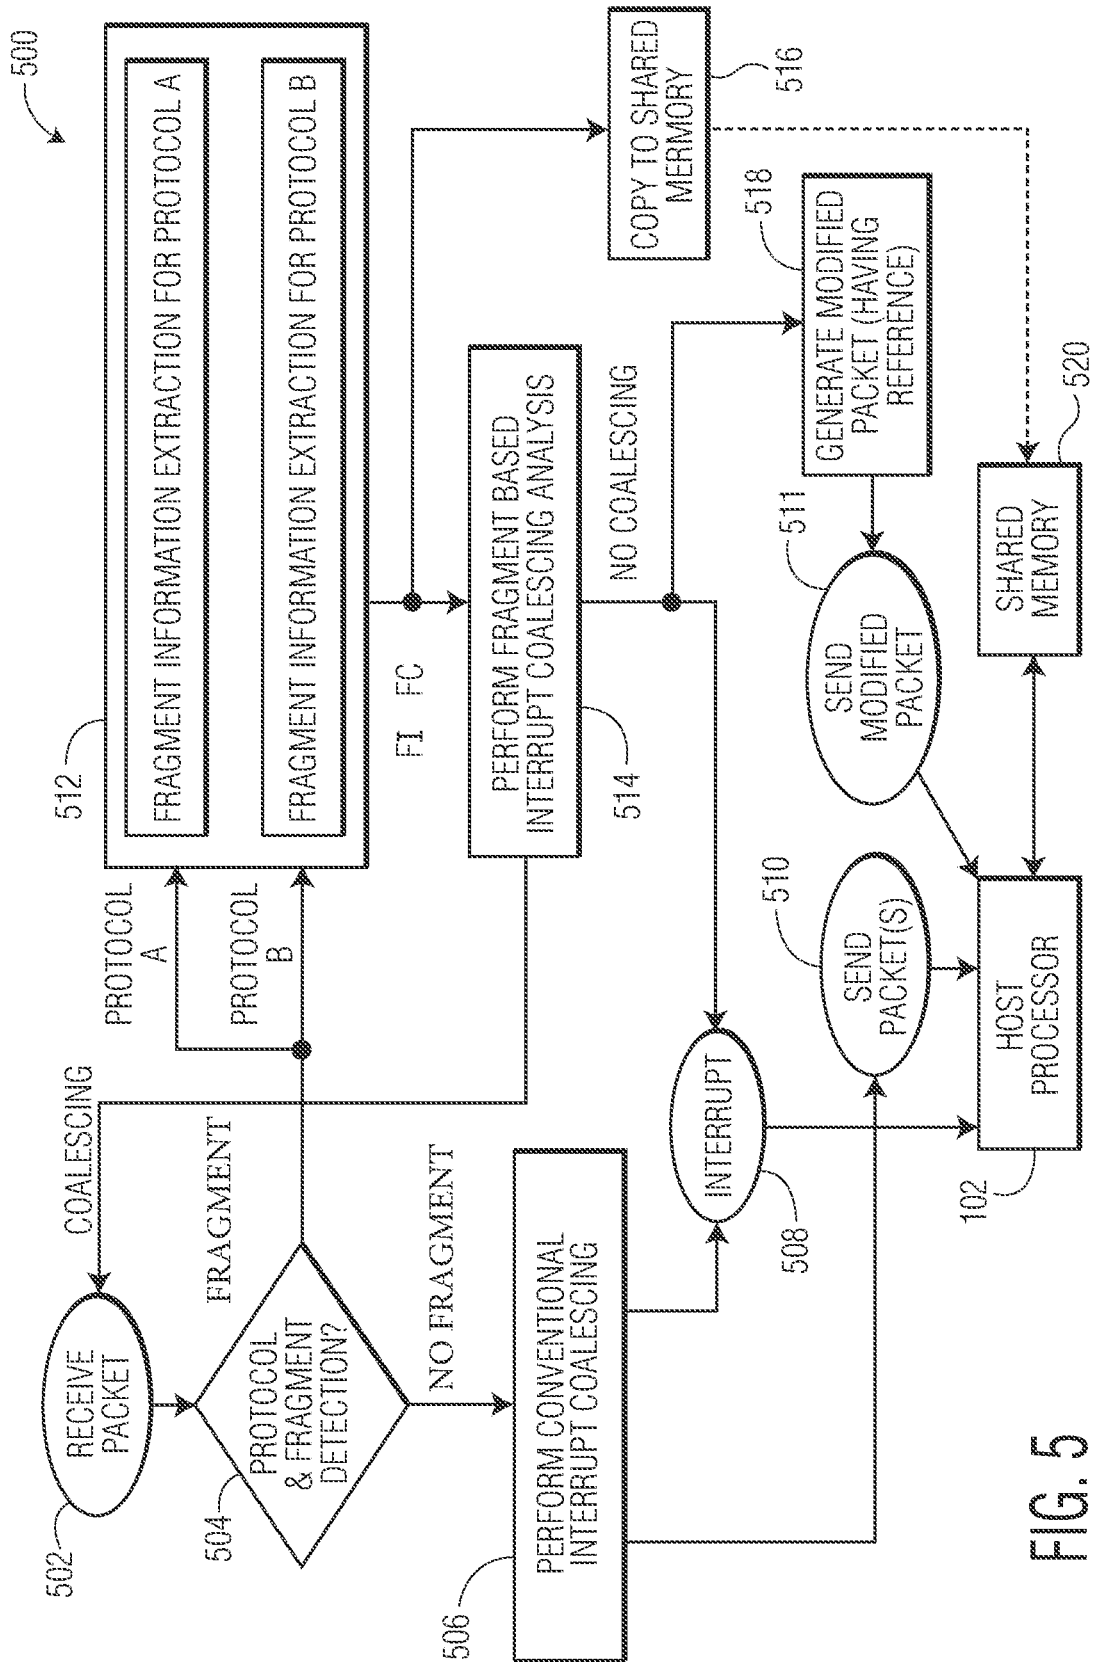 500
502
RECEIVE
PACKET
COALESCING
504
PROTOCOL
& FRAGMENT
DETECTION?
FRAGMENT
NO FRAGMENT
PROTOCOL
A
PROTOCOL
B
512
FRAGMENT INFORMATION EXTRACTION FOR PROTOCOL A
FRAGMENT INFORMATION EXTRACTION FOR PROTOCOL B
FI FC
506
PERFORM CONVENTIONAL
INTERRUPT COALESCING
PERFORM FRAGMENT BASED
INTERRUPT COALESCING ANALYSIS
514
NO COALESCING
COPY TO SHARED
MERMORY
516
INTERRUPT
508
518
GENERATE MODIFIED
PACKET (HAVING
REFERENCE)
510
SEND
PACKET(S)
511
SEND
MODIFIED
PACKET
102
HOST
PROCESSOR
SHARED
MEMORY
520
FIG. 5